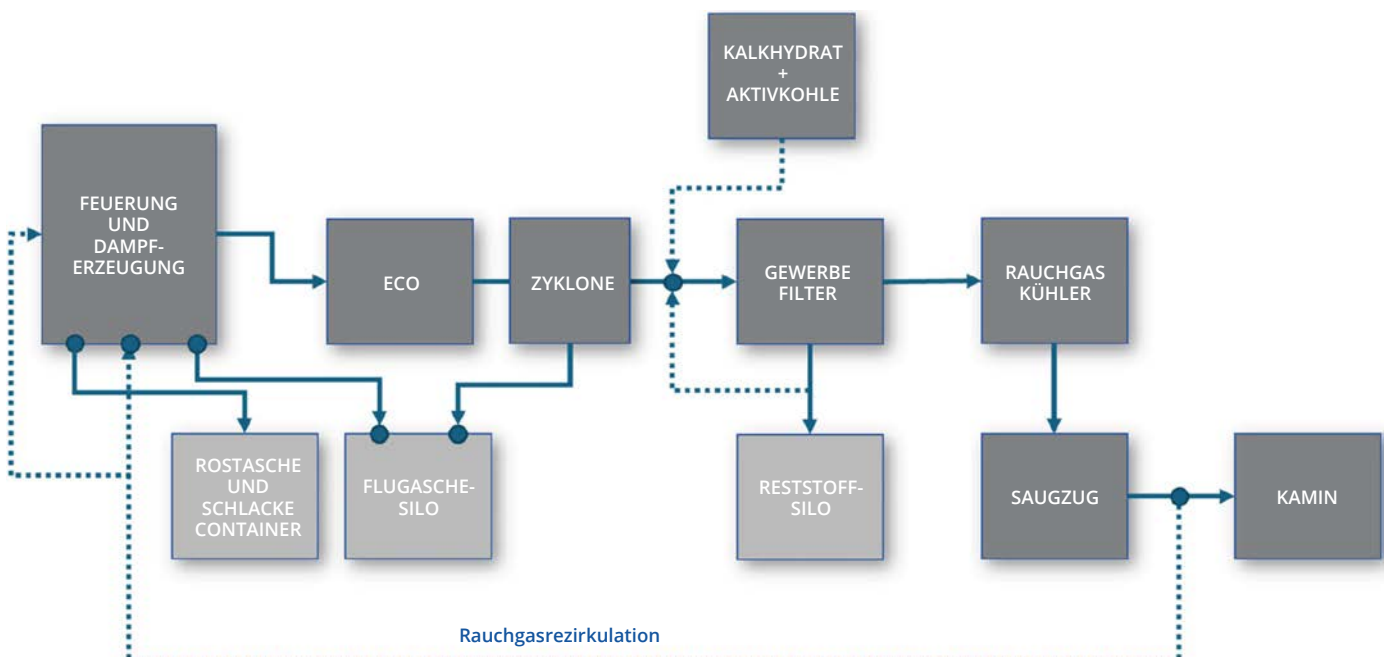 KALKHYDRAT
+
AKTIVKOHLE
FEUERUNG
UND
DAMPF-
ERZEUGUNG
ECO
ZYKLONE
GEWERBE
FILTER
RAUCHGAS
KÜHLER
ROSTASCHE
UND
SCHLACKE
CONTAINER
FLUGASCHE-
SILO
RESTSTOFF-
SILO
SAUGZUG
KAMIN
Rauchgasrezirkulation